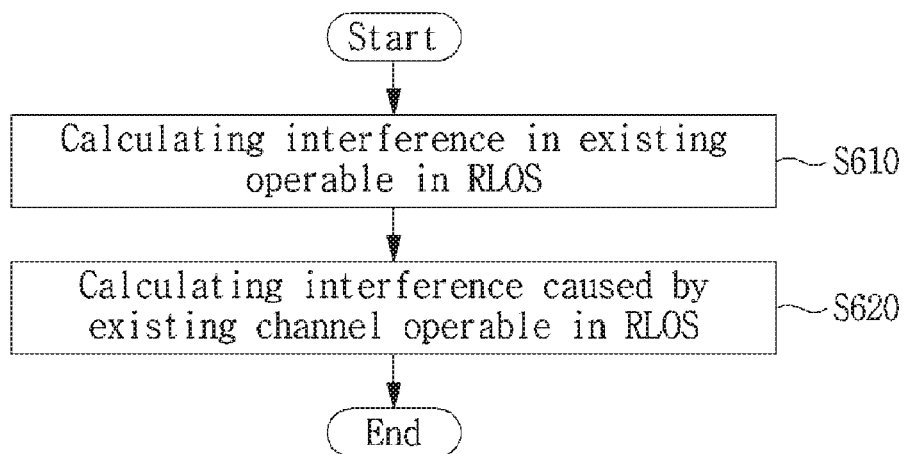 Start
Calculating interference in existing
operable in RLOS
S610
Calculating interference caused by
existing channel operable in RLOS
S620
End